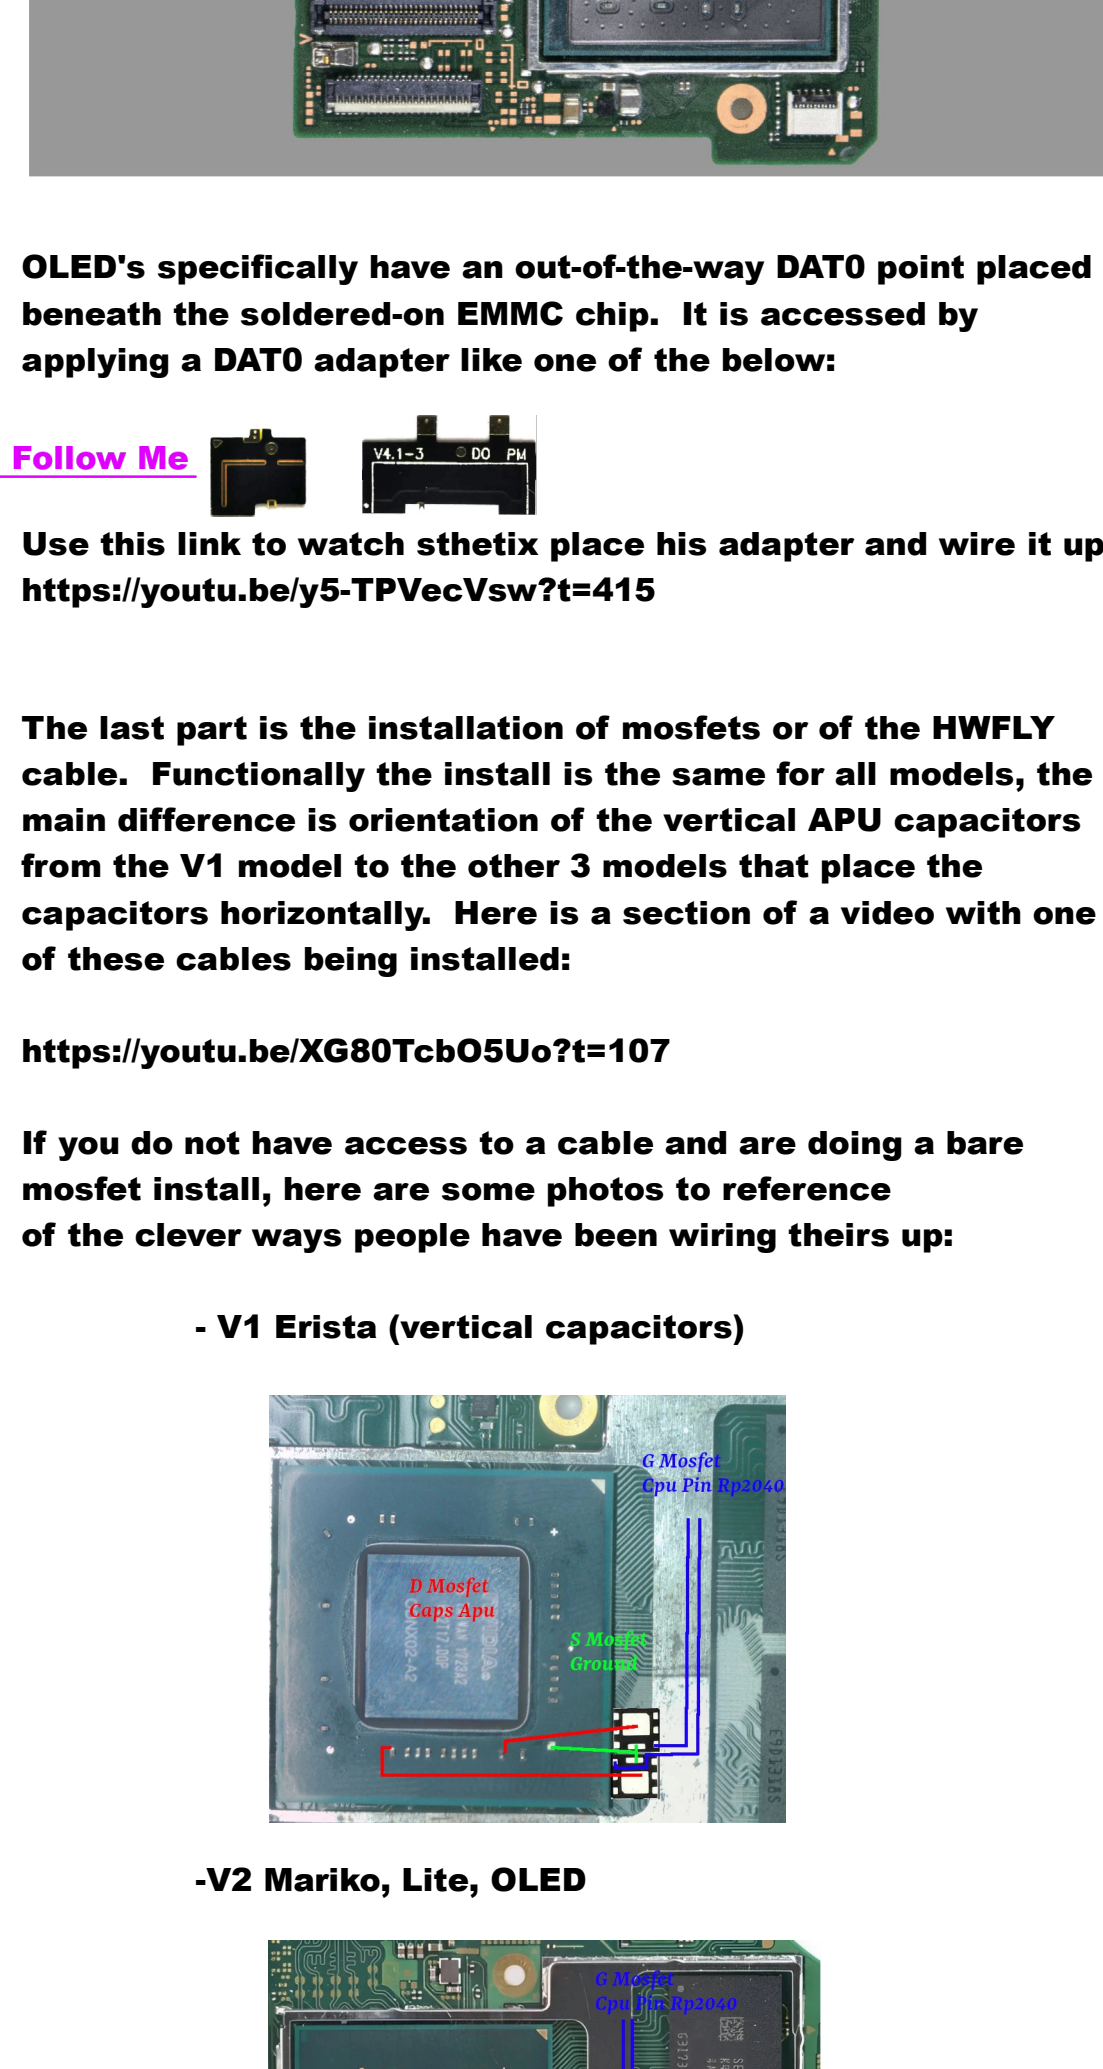 OLED's specifically have an out-of-the-way DAT0 point placed
beneath the soldered-on EMMC chip.  It is accessed by
applying a DAT0 adapter like one of the below:
Follow Me
V4.1-3 DO PM
Use this link to watch sthetix place his adapter and wire it up
https://youtu.be/y5-TPVecVsw?t=415
The last part is the installation of mosfets or of the HWFLY
cable.  Functionally the install is the same for all models, the
main difference is orientation of the vertical APU capacitors
from the V1 model to the other 3 models that place the
capacitors horizontally.  Here is a section of a video with one
of these cables being installed:
https://youtu.be/XG80TcbO5Uo?t=107
If you do not have access to a cable and are doing a bare
mosfet install, here are some photos to reference
of the clever ways people have been wiring theirs up:
- V1 Erista (vertical capacitors)
G Mosfet
Cpu Pin Rp2040
D Mosfet
Caps Apu
S Mosfet
Ground
-V2 Mariko, Lite, OLED
G Mosfet
Cpu Pin Rp2040